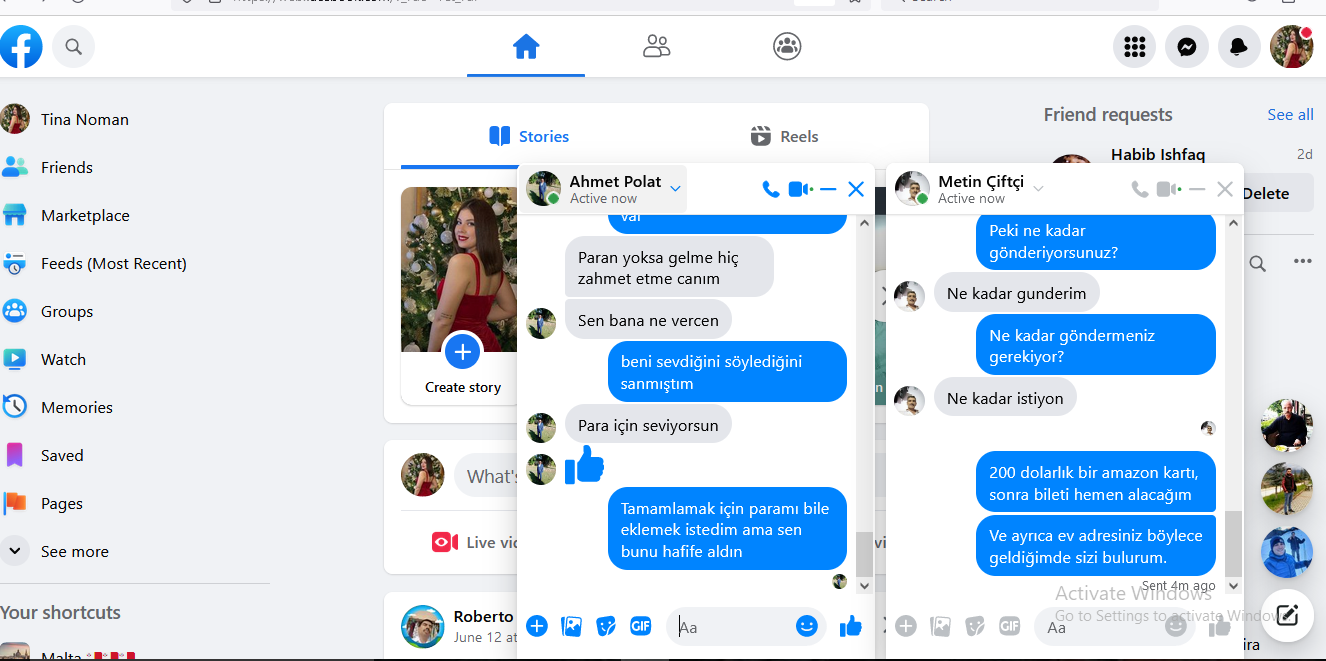 Tina Noman
Friends
Marketplace
Feeds (Most Recent)
Groups
Watch
Memories
Saved
Pages
See more
Your shortcuts
Malta
Stories
Reels
Create story
What's
Live
Roberto
June 12 at
Friend requests
See all
Habib Ishfaq
2d
Delete
Ahmet Polat
Active now
var
Paran yoksa gelme hiç
zahmet etme canım
Sen bana ne vercen
beni sevdiğini söylediğini
sanmıştım
Para için seviyorsun
Tamamlamak için paramı bile
eklemek istedim ama sen
bunu hafife aldın
GIF
Aa
Metin Çiftçi
Active now
Peki ne kadar
gönderiyorsunuz?
Ne kadar gunderim
Ne kadar göndermeniz
gerekiyor?
Ne kadar istiyon
200 dolarlık bir amazon kartı,
sonra bileti hemen alacağım
Ve ayrıca ev adresiniz böylece
geldiğimde sizi bulurum.
Sent 4m ago
GIF
Aa
Activate Windows
Go to Settings to activate Windows